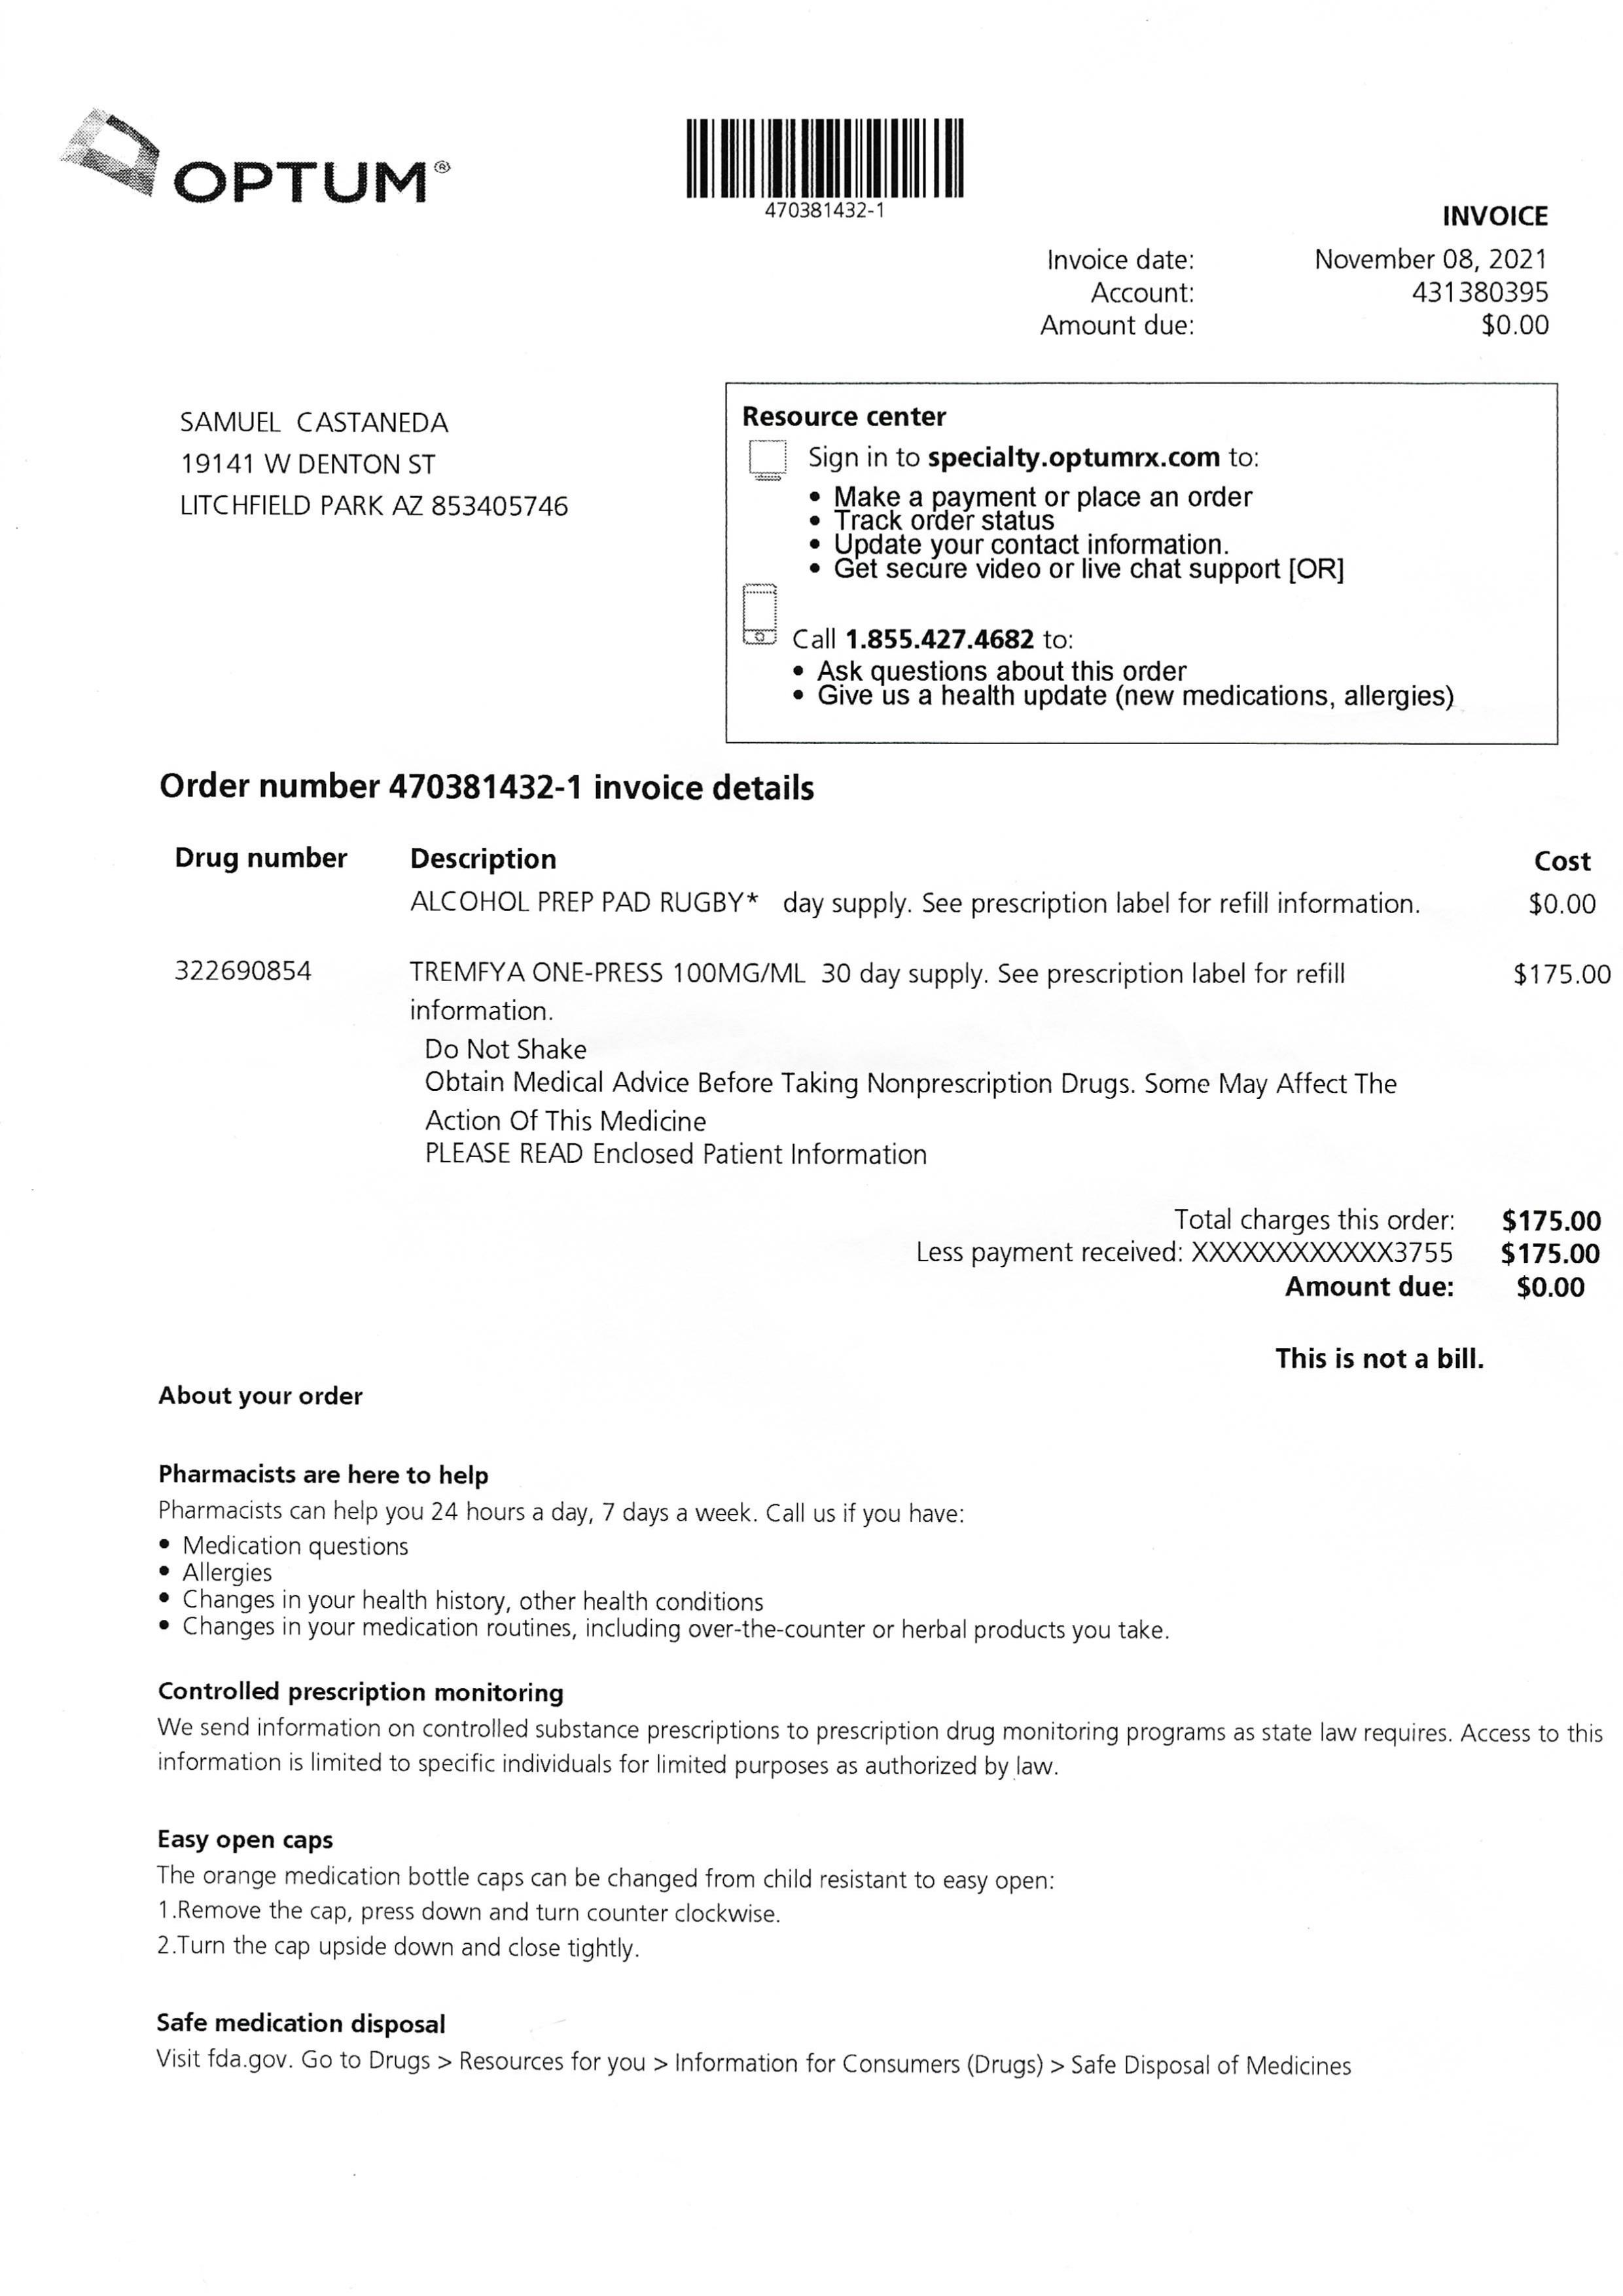 OPTUM®
470381432-1
INVOICE
Invoice date: November 08, 2021
Account: 431380395
Amount due: $0.00
SAMUEL CASTANEDA
19141 W DENTON ST
LITCHFIELD PARK AZ 853405746
Resource center
Sign in to specialty.optumrx.com to:
• Make a payment or place an order
• Track order status
• Update your contact information.
• Get secure video or live chat support [OR]
Call 1.855.427.4682 to:
• Ask questions about this order
• Give us a health update (new medications, allergies)
Order number 470381432-1 invoice details
Drug number Description Cost
ALCOHOL PREP PAD RUGBY* day supply. See prescription label for refill information. $0.00
322690854 TREMFYA ONE-PRESS 100MG/ML 30 day supply. See prescription label for refill $175.00
information.
Do Not Shake
Obtain Medical Advice Before Taking Nonprescription Drugs. Some May Affect The
Action Of This Medicine
PLEASE READ Enclosed Patient Information
Total charges this order: $175.00
Less payment received: XXXXXXXXXXXX3755 $175.00
Amount due: $0.00
This is not a bill.
About your order
Pharmacists are here to help
Pharmacists can help you 24 hours a day, 7 days a week. Call us if you have:
• Medication questions
• Allergies
• Changes in your health history, other health conditions
• Changes in your medication routines, including over-the-counter or herbal products you take.
Controlled prescription monitoring
We send information on controlled substance prescriptions to prescription drug monitoring programs as state law requires. Access to this
information is limited to specific individuals for limited purposes as authorized by law.
Easy open caps
The orange medication bottle caps can be changed from child resistant to easy open:
1.Remove the cap, press down and turn counter clockwise.
2.Turn the cap upside down and close tightly.
Safe medication disposal
Visit fda.gov. Go to Drugs > Resources for you > Information for Consumers (Drugs) > Safe Disposal of Medicines